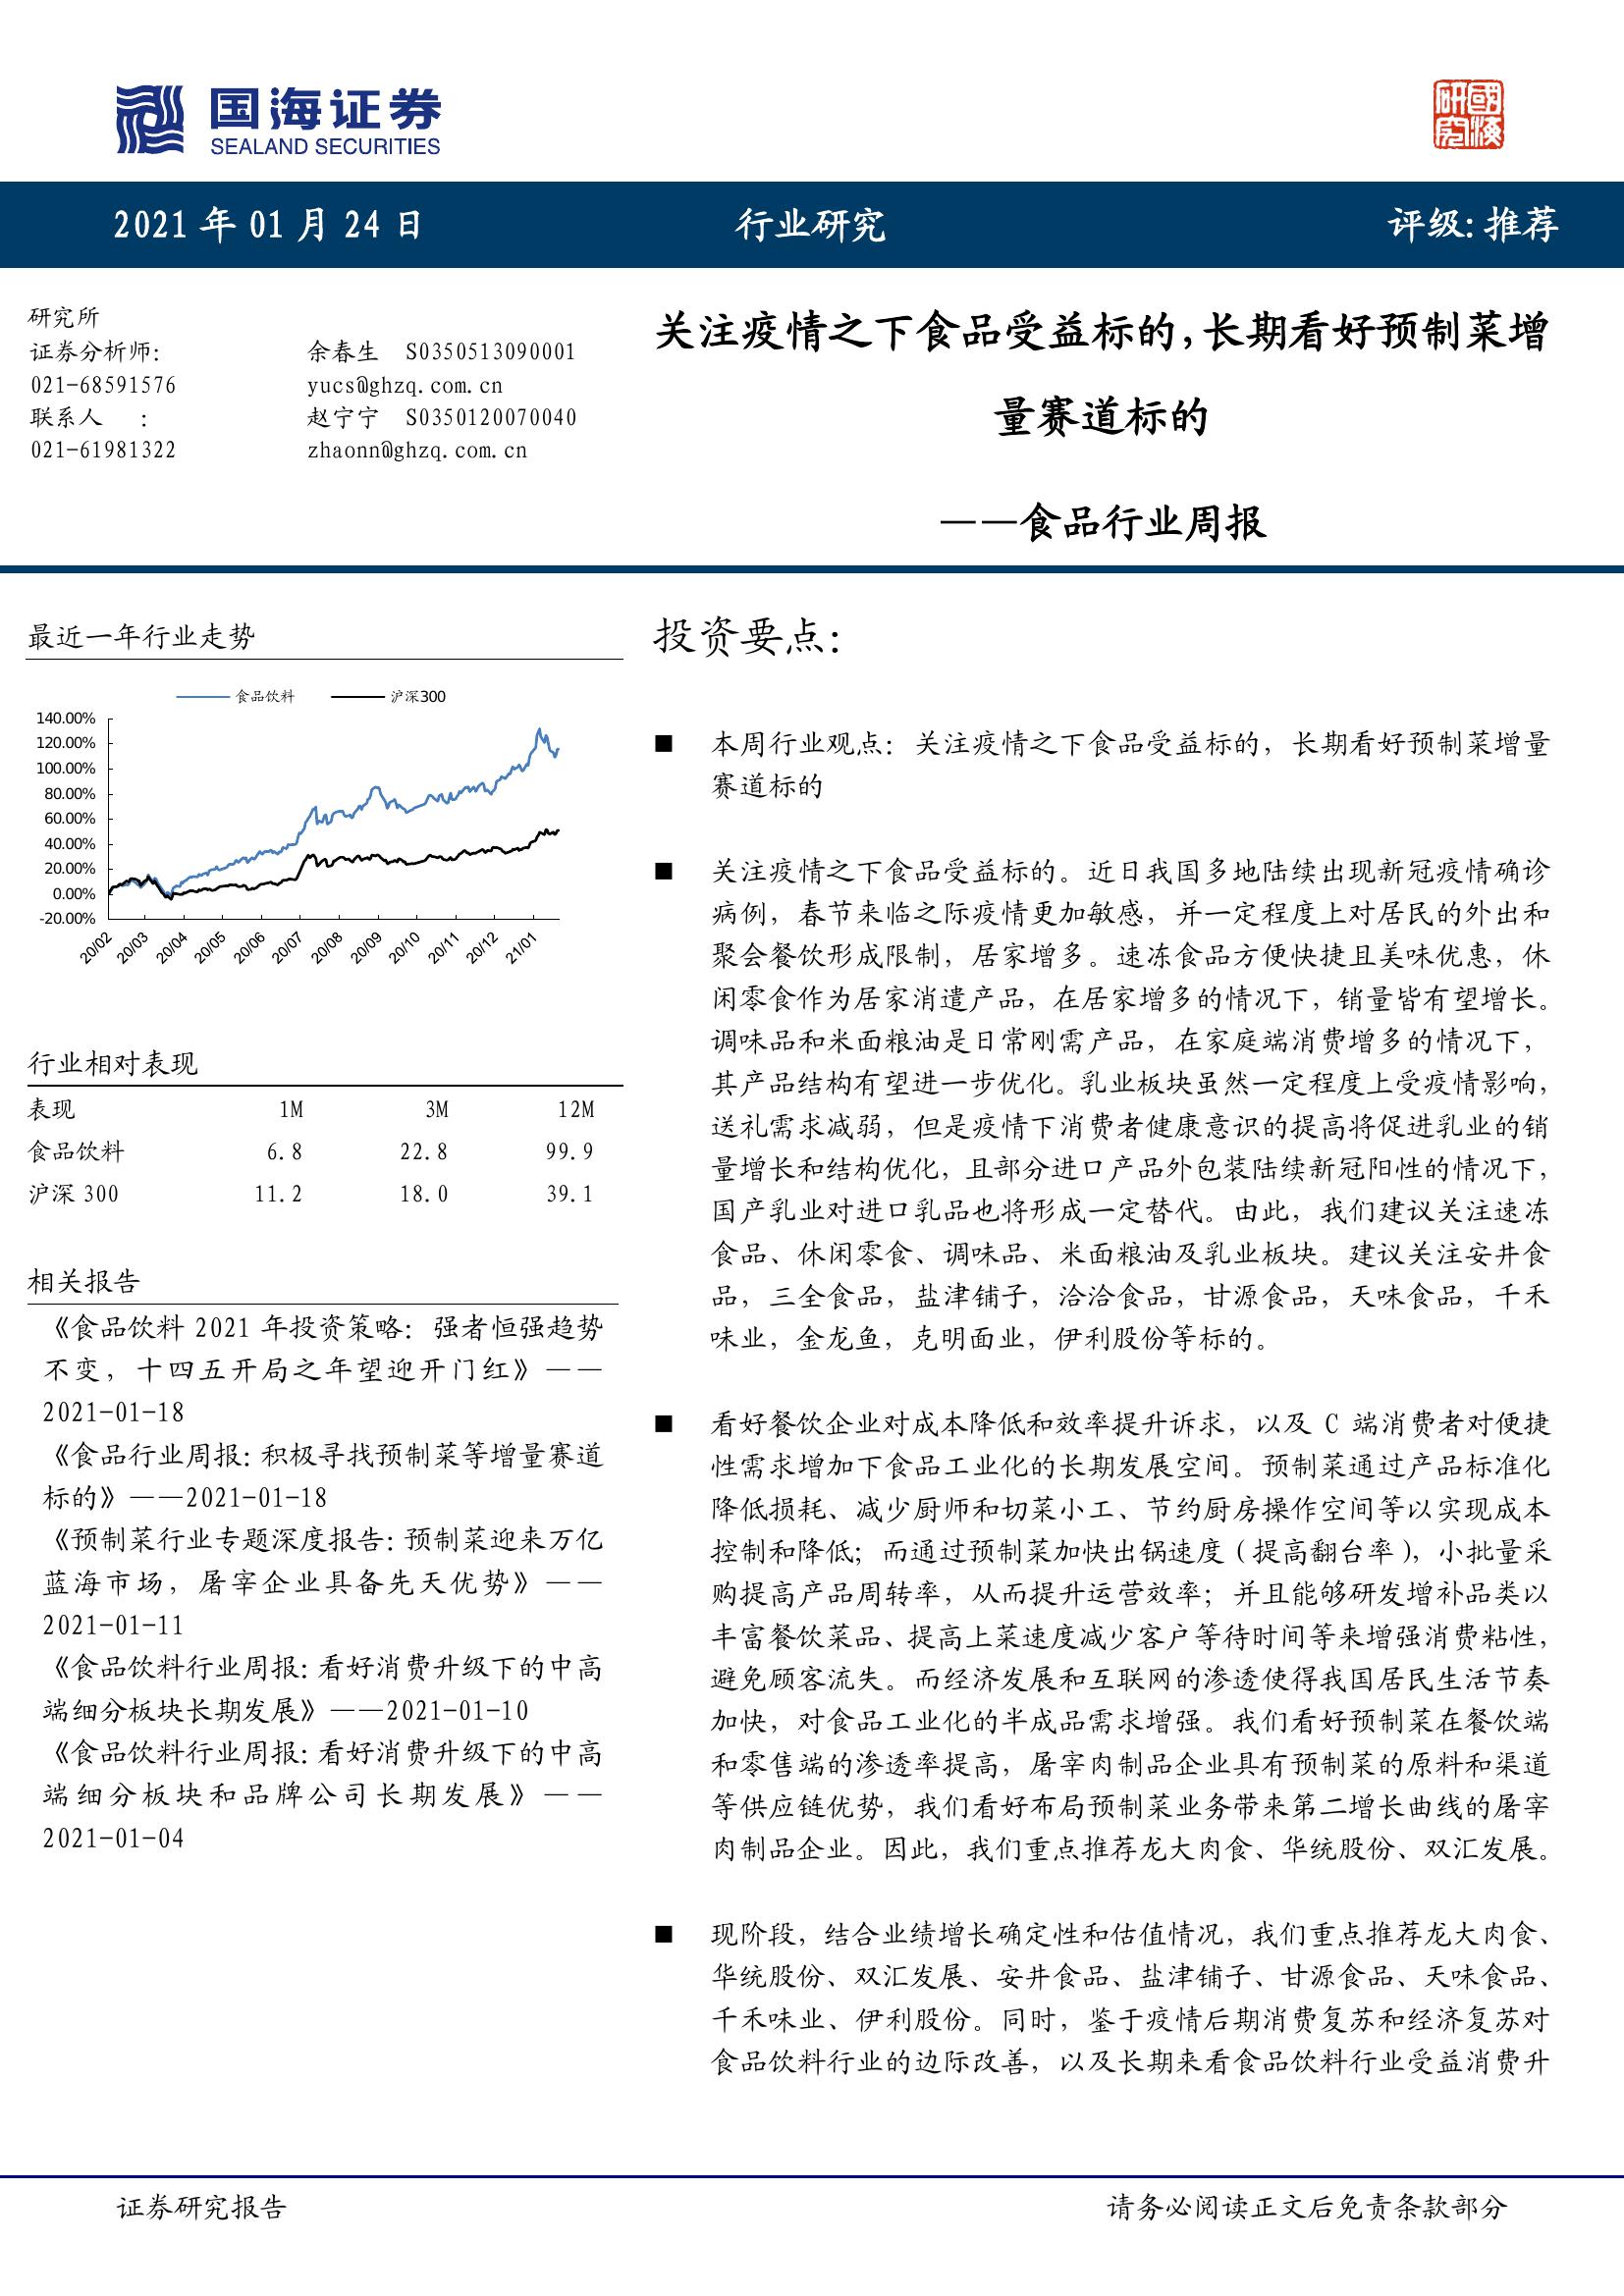 国海证券
SEALAND SECURITIES
研究
國海
2021 年 01 月 24 日
行业研究
评级:推荐
研究所
证券分析师: 余春生 S0350513090001
021-68591576 yucs@ghzq.com.cn
联系人 : 赵宁宁 S0350120070040
021-61981322 zhaonn@ghzq.com.cn
关注疫情之下食品受益标的,长期看好预制菜增
量赛道标的
——食品行业周报
最近一年行业走势
食品饮料 沪深300
140.00%
120.00%
100.00%
80.00%
60.00%
40.00%
20.00%
0.00%
-20.00%
20/02 20/03 20/04 20/05 20/06 20/07 20/08 20/09 20/10 20/11 20/12 21/01
行业相对表现
表现 1M 3M 12M
食品饮料 6.8 22.8 99.9
沪深 300 11.2 18.0 39.1
相关报告
《食品饮料 2021 年投资策略: 强者恒强趋势
不变，十四五开局之年望迎开门红》——
2021-01-18
《食品行业周报:积极寻找预制菜等增量赛道
标的》——2021-01-18
《预制菜行业专题深度报告:预制菜迎来万亿
蓝海市场，屠宰企业具备先天优势》——
2021-01-11
《食品饮料行业周报:看好消费升级下的中高
端细分板块长期发展》——2021-01-10
《食品饮料行业周报:看好消费升级下的中高
端细分板块和品牌公司长期发展》——
2021-01-04
投资要点:
■ 本周行业观点: 关注疫情之下食品受益标的，长期看好预制菜增量
赛道标的
■ 关注疫情之下食品受益标的。近日我国多地陆续出现新冠疫情确诊
病例，春节来临之际疫情更加敏感，并一定程度上对居民的外出和
聚会餐饮形成限制，居家增多。速冻食品方便快捷且美味优惠，休
闲零食作为居家消遣产品，在居家增多的情况下，销量皆有望增长。
调味品和米面粮油是日常刚需产品，在家庭端消费增多的情况下，
其产品结构有望进一步优化。乳业板块虽然一定程度上受疫情影响，
送礼需求减弱，但是疫情下消费者健康意识的提高将促进乳业的销
量增长和结构优化，且部分进口产品外包装陆续新冠阳性的情况下，
国产乳业对进口乳品也将形成一定替代。由此，我们建议关注速冻
食品、休闲零食、调味品、米面粮油及乳业板块。建议关注安井食
品，三全食品，盐津铺子，洽洽食品，甘源食品，天味食品，千禾
味业，金龙鱼，克明面业，伊利股份等标的。
■ 看好餐饮企业对成本降低和效率提升诉求，以及 C 端消费者对便捷
性需求增加下食品工业化的长期发展空间。预制菜通过产品标准化
降低损耗、减少厨师和切菜小工、节约厨房操作空间等以实现成本
控制和降低；而通过预制菜加快出锅速度（提高翻台率），小批量采
购提高产品周转率，从而提升运营效率；并且能够研发增补品类以
丰富餐饮菜品、提高上菜速度减少客户等待时间等来增强消费粘性，
避免顾客流失。而经济发展和互联网的渗透使得我国居民生活节奏
加快，对食品工业化的半成品需求增强。我们看好预制菜在餐饮端
和零售端的渗透率提高，屠宰肉制品企业具有预制菜的原料和渠道
等供应链优势，我们看好布局预制菜业务带来第二增长曲线的屠宰
肉制品企业。因此，我们重点推荐龙大肉食、华统股份、双汇发展。
■ 现阶段，结合业绩增长确定性和估值情况，我们重点推荐龙大肉食、
华统股份、双汇发展、安井食品、盐津铺子、甘源食品、天味食品、
千禾味业、伊利股份。同时，鉴于疫情后期消费复苏和经济复苏对
食品饮料行业的边际改善，以及长期来看食品饮料行业受益消费升
证券研究报告
请务必阅读正文后免责条款部分